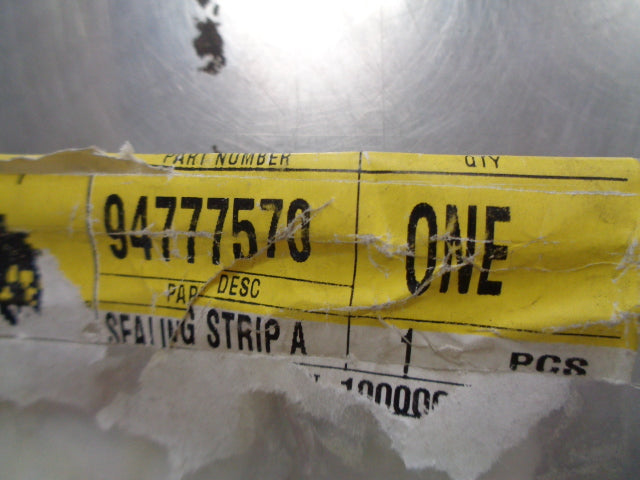 PART NUMBER QTY
94777570 ONE
PART DESC
SEALING STRIP A 1 PCS